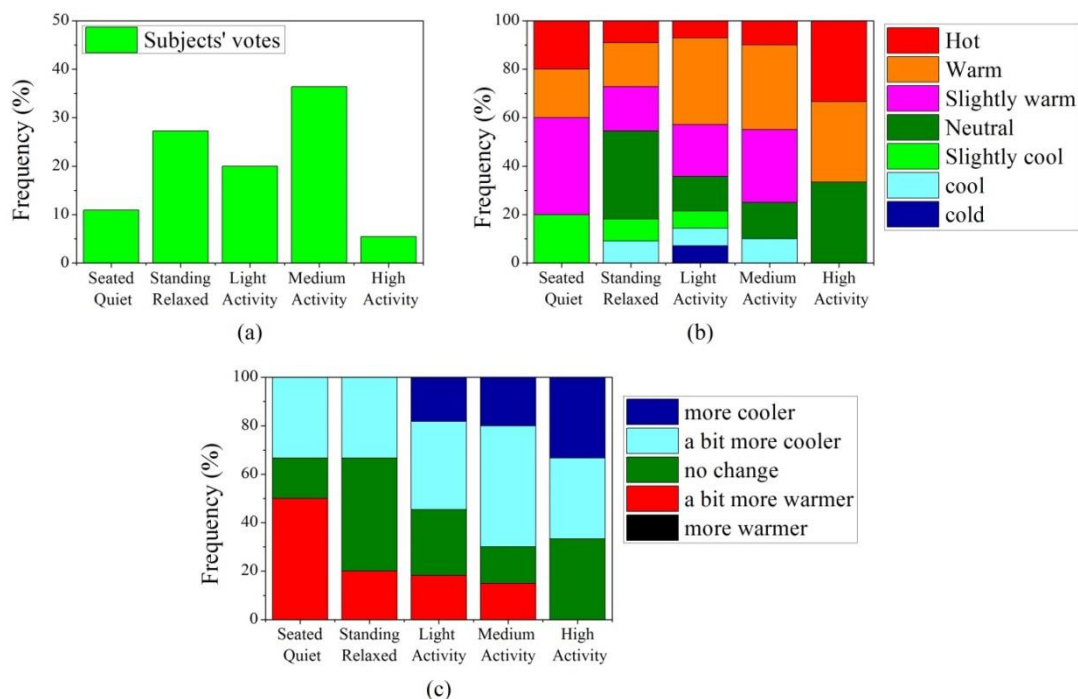 Subjects' votes
Frequency (%)
50
40
30
20
10
0
Seated Quiet
Standing Relaxed
Light Activity
Medium Activity
High Activity
(a)
Frequency (%)
100
80
60
40
20
0
Seated Quiet
Standing Relaxed
Light Activity
Medium Activity
High Activity
Hot
Warm
Slightly warm
Neutral
Slightly cool
cool
cold
(b)
Frequency (%)
100
80
60
40
20
0
Seated Quiet
Standing Relaxed
Light Activity
Medium Activity
High Activity
more cooler
a bit more cooler
no change
a bit more warmer
more warmer
(c)